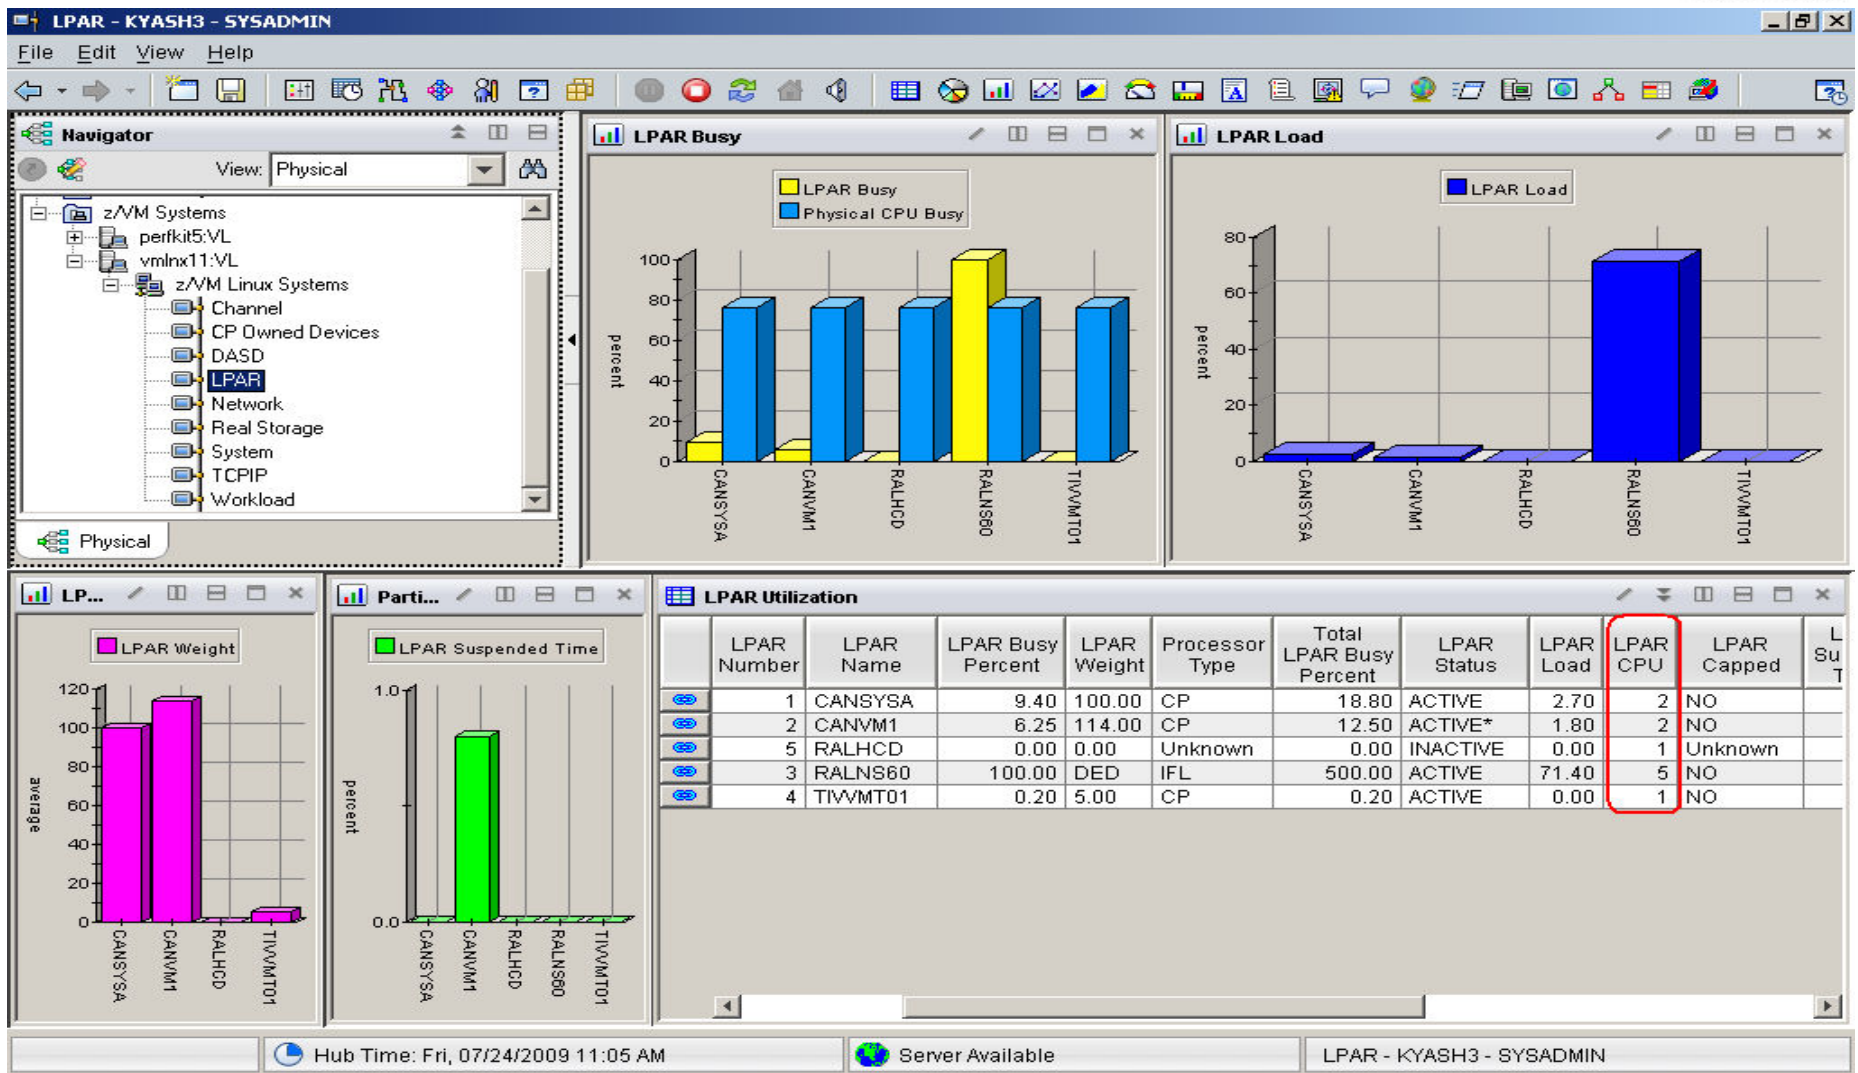 LPAR - KYASH3 - SYSADMIN
File Edit View Help
Navigator
View: Physical
z/VM Systems
perfkit5:VL
vmlnx11:VL
z/VM Linux Systems
Channel
CP Owned Devices
DASD
LPAR
Network
Real Storage
System
TCPIP
Workload
Physical
LPAR Busy
LPAR Busy
Physical CPU Busy
100
80
60
40
20
0
percent
CANSYSA CANVM1 RALHCD RALNS60 TIVVMT01
LPAR Load
LPAR Load
80
60
40
20
0
percent
CANSYSA CANVM1 RALHCD RALNS60 TIVVMT01
LP...
LPAR Weight
120
100
80
60
40
20
0
average
CANSYSA CANVM1 RALHCD TIVVMT01
Parti...
LPAR Suspended Time
1.0
0.0
percent
CANSYSA CANVM1 RALHCD RALNS60 TIVVMT01
LPAR Utilization
LPAR Number LPAR Name LPAR Busy Percent LPAR Weight Processor Type Total LPAR Busy Percent LPAR Status LPAR Load LPAR CPU LPAR Capped
1 CANSYSA 9.40 100.00 CP 18.80 ACTIVE 2.70 2 NO
2 CANVM1 6.25 114.00 CP 12.50 ACTIVE* 1.80 2 NO
5 RALHCD 0.00 0.00 Unknown 0.00 INACTIVE 0.00 1 Unknown
3 RALNS60 100.00 DED IFL 500.00 ACTIVE 71.40 5 NO
4 TIVVMT01 0.20 5.00 CP 0.20 ACTIVE 0.00 1 NO
Hub Time: Fri, 07/24/2009 11:05 AM
Server Available
LPAR - KYASH3 - SYSADMIN